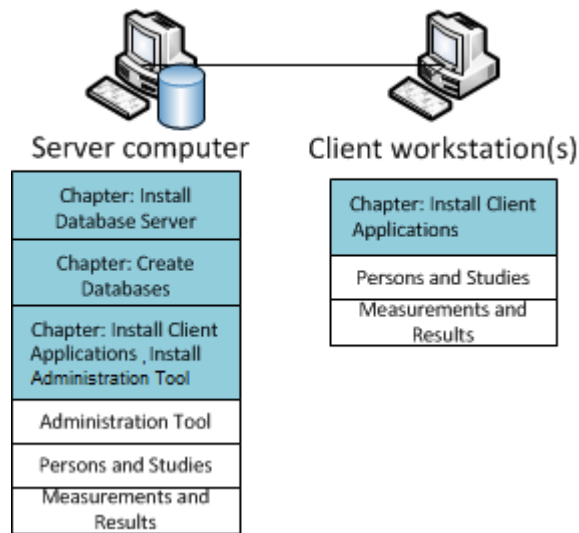 Server computer
Chapter: Install
Database Server
Chapter: Create
Databases
Chapter: Install Client
Applications , Install
Administration Tool
Administration Tool
Persons and Studies
Measurements and
Results
Client workstation(s)
Chapter: Install Client
Applications
Persons and Studies
Measurements and
Results